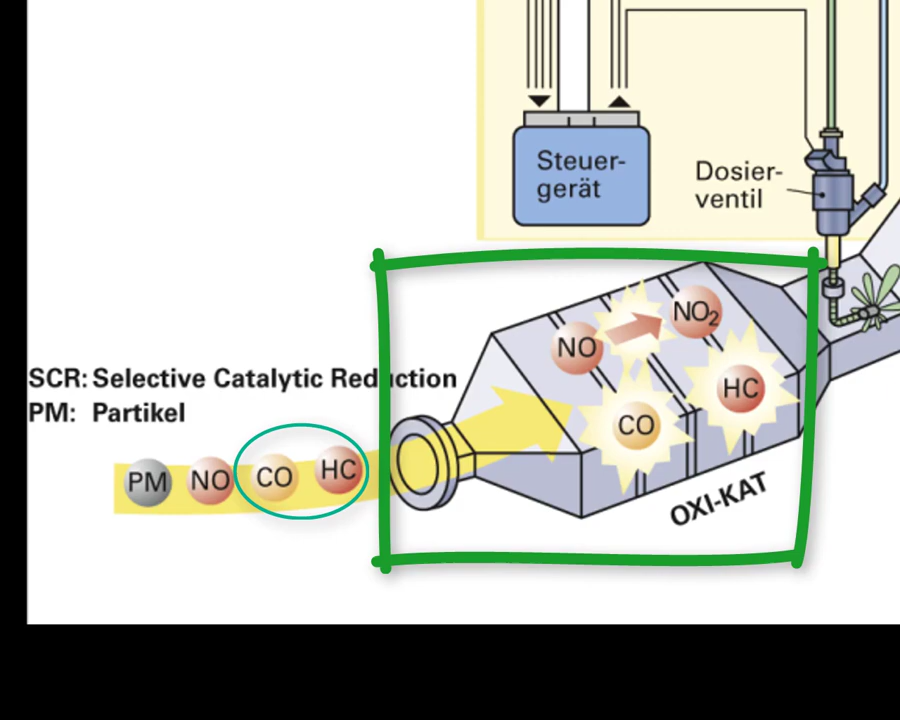 Steuer-
gerät
Dosier-
ventil
NO
NO₂
SCR: Selective Catalytic Reduction
PM: Partikel
HC
CO
PM
NO
CO
HC
OXI-KAT